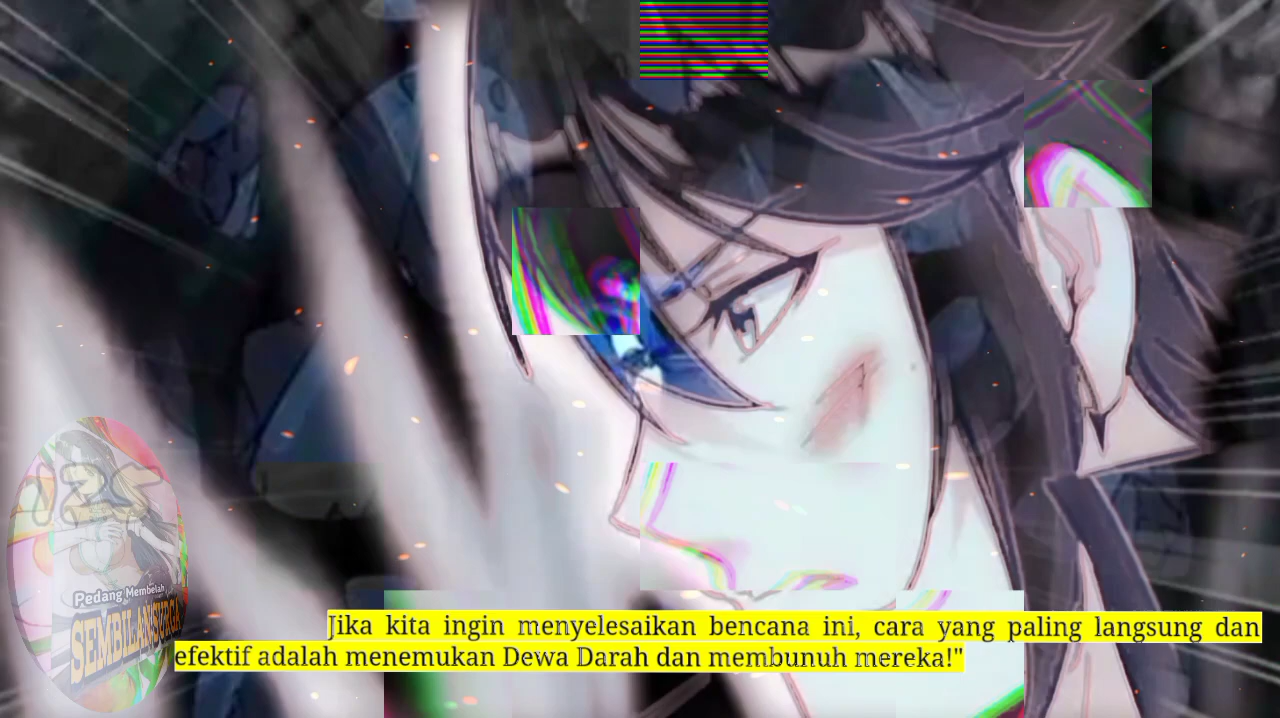 125
Pedang Membelah
SEMBILAN SURGA
Jika kita ingin menyelesaikan bencana ini, cara yang paling langsung dan
efektif adalah menemukan Dewa Darah dan membunuh mereka!"